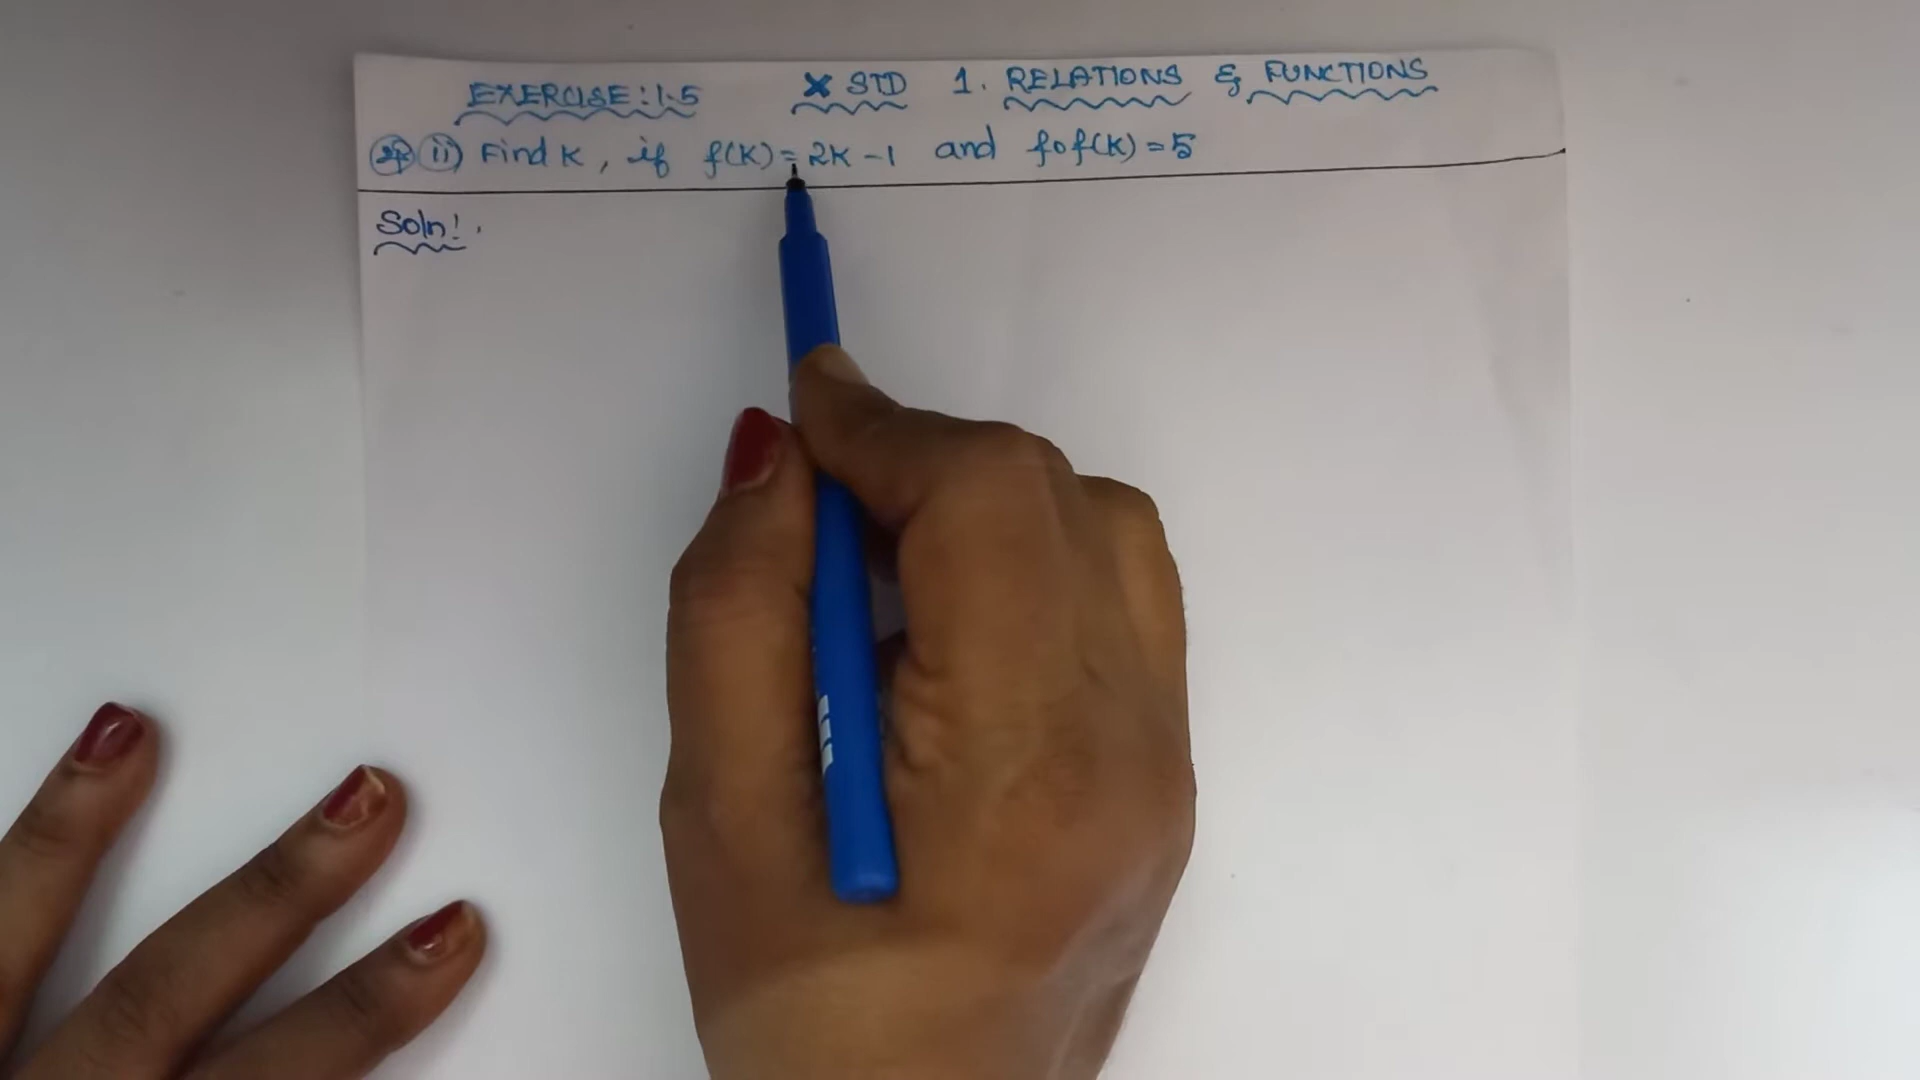 EXERCISE: 1.5 X STD 1. RELATIONS & FUNCTIONS
ii) Find K, if f(K) = 2K - 1 and fof(K) = 5
Soln: